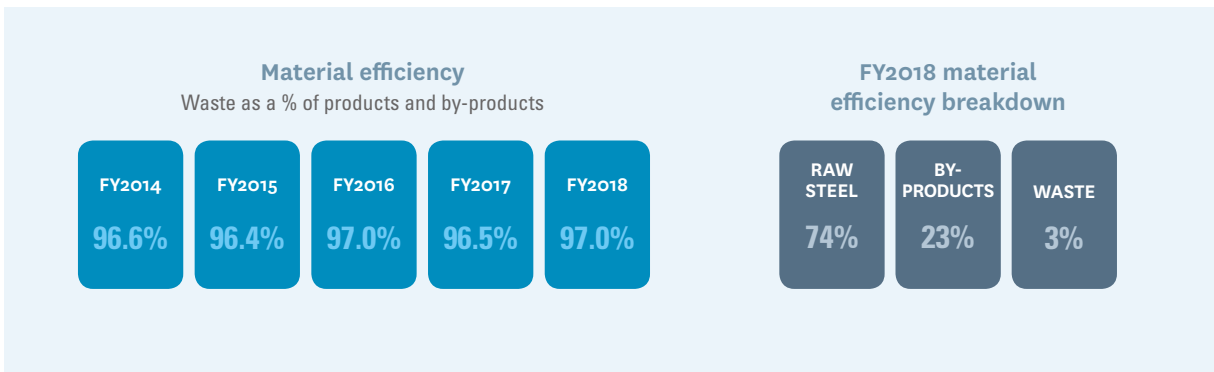 Material efficiency
Waste as a % of products and by-products
FY2014
96.6%
FY2015
96.4%
FY2016
97.0%
FY2017
96.5%
FY2018
97.0%
FY2018 material
efficiency breakdown
RAW
STEEL
74%
BY-
PRODUCTS
23%
WASTE
3%